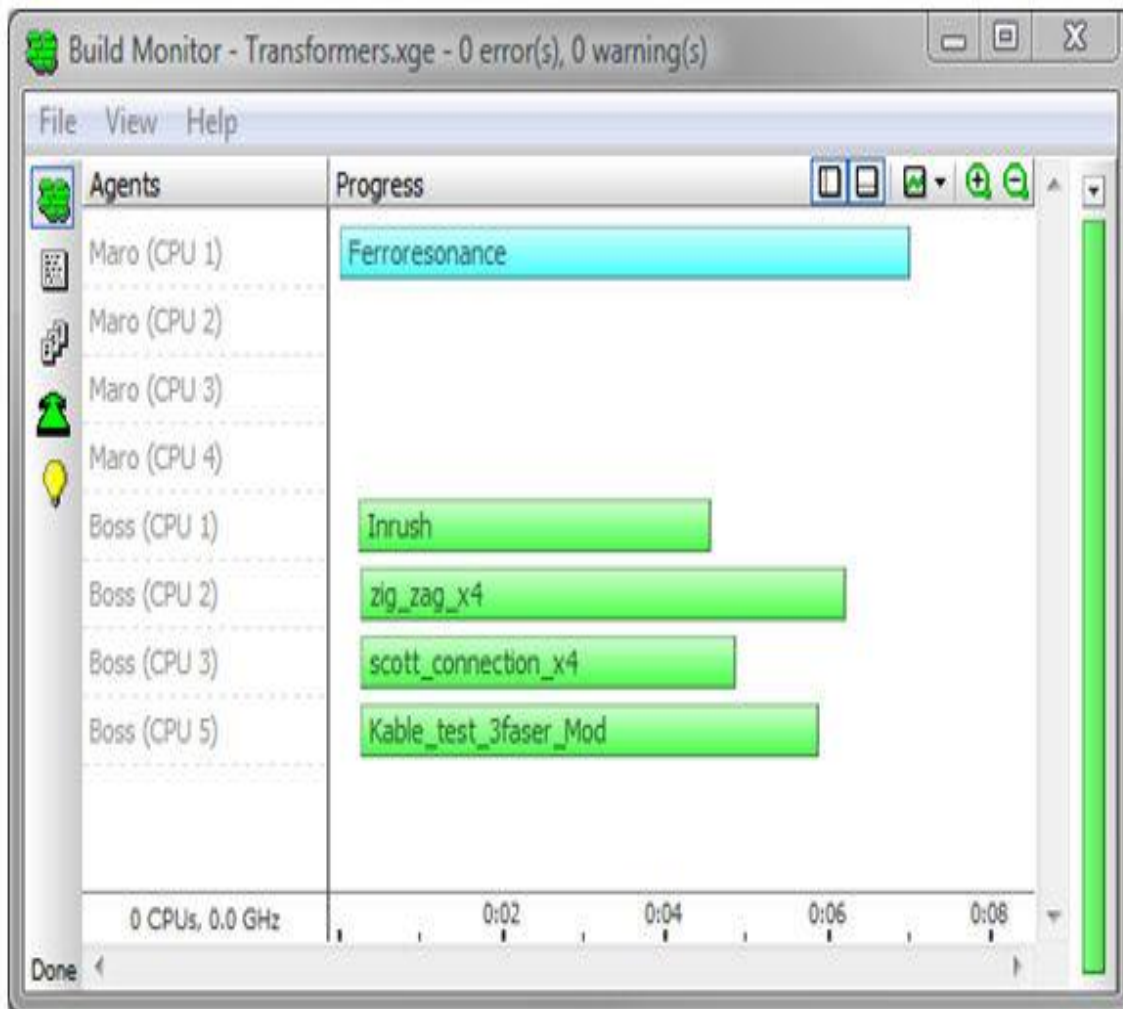 Build Monitor - Transformers.xge - 0 error(s), 0 warning(s)
File View Help
Agents Progress
Maro (CPU 1) Ferroresonance
Maro (CPU 2)
Maro (CPU 3)
Maro (CPU 4)
Boss (CPU 1) Inrush
Boss (CPU 2) zig_zag_x4
Boss (CPU 3) scott_connection_x4
Boss (CPU 5) Kable_test_3faser_Mod
0 CPUs, 0.0 GHz 0:02 0:04 0:06 0:08
Done